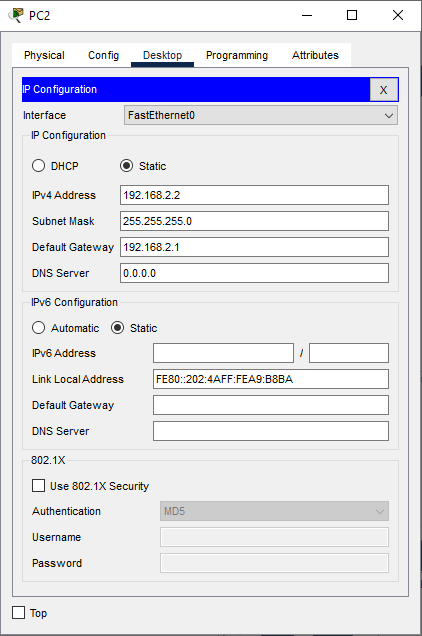 PC2
Physical Config Desktop Programming Attributes
IP Configuration X
Interface FastEthernet0
IP Configuration
DHCP Static
IPv4 Address 192.168.2.2
Subnet Mask 255.255.255.0
Default Gateway 192.168.2.1
DNS Server 0.0.0.0
IPv6 Configuration
Automatic Static
IPv6 Address /
Link Local Address FE80::202:4AFF:FEA9:B8BA
Default Gateway
DNS Server
802.1X
Use 802.1X Security
Authentication MD5
Username
Password
Top